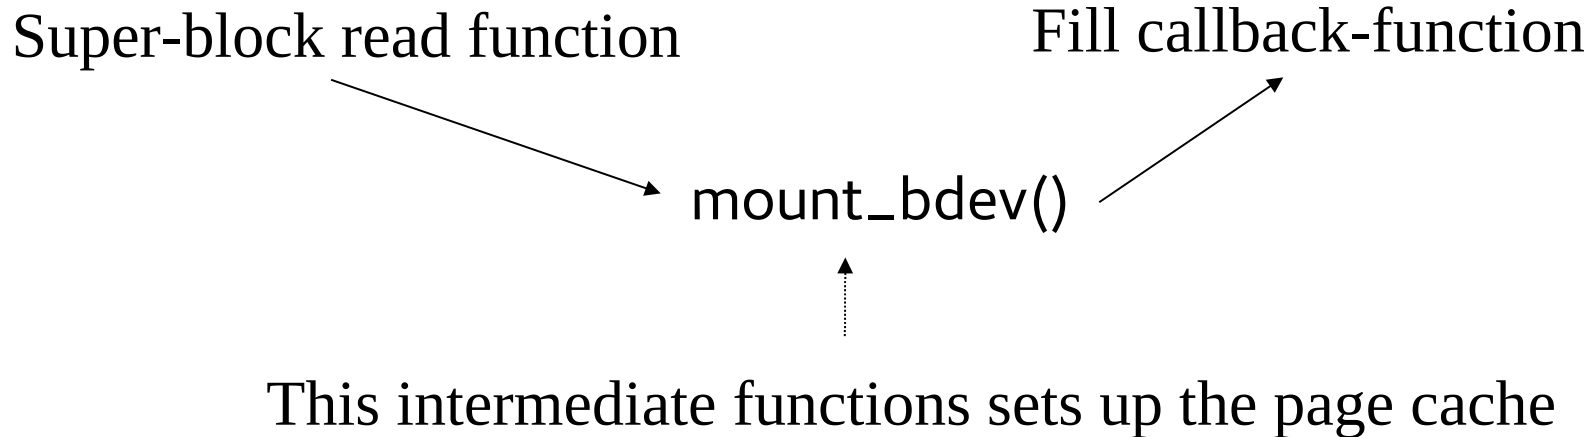 Super-block read function
Fill callback-function
mount_bdev()
This intermediate functions sets up the page cache